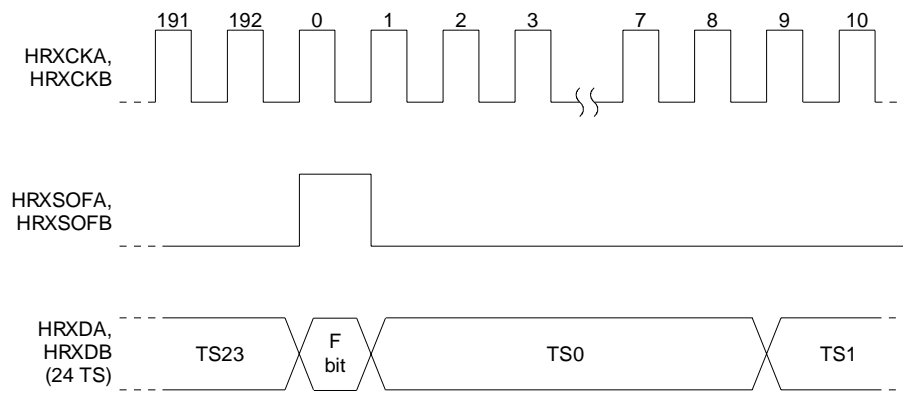 191 192 0 1 2 3 7 8 9 10
HRXCKA,
HRXCKB
HRXSOFA,
HRXSOFB
HRXDA,
HRXDB
(24 TS)
TS23
F
bit
TS0
TS1